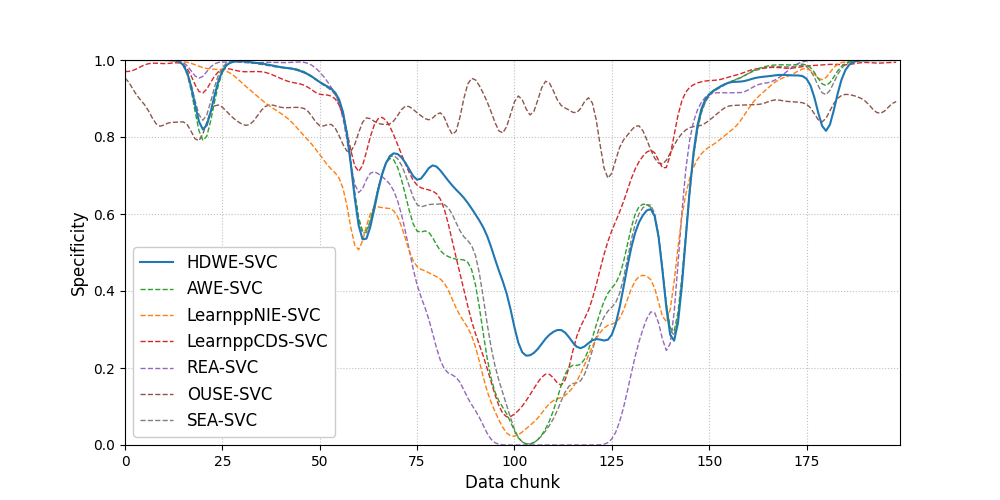 1.0
0.8
0.6
0.4
0.2
0.0
Specificity
HDWE-SVC
AWE-SVC
LearnppNIE-SVC
LearnppCDS-SVC
REA-SVC
OUSE-SVC
SEA-SVC
0 25 50 75 100 125 150 175
Data chunk